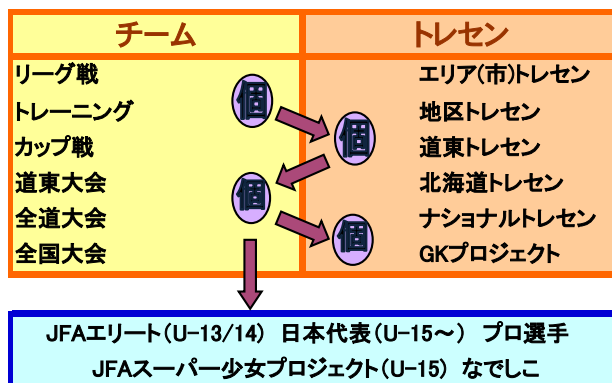 チーム
トレセン
リーグ戦
エリア(市)トレセン
トレーニング
地区トレセン
カップ戦
道東トレセン
道東大会
北海道トレセン
全道大会
ナショナルトレセン
全国大会
GKプロジェクト
個
個
個
個
JFAエリート(U-13/14) 日本代表(U-15～) プロ選手
JFAスーパー少女プロジェクト(U-15) なでしこ